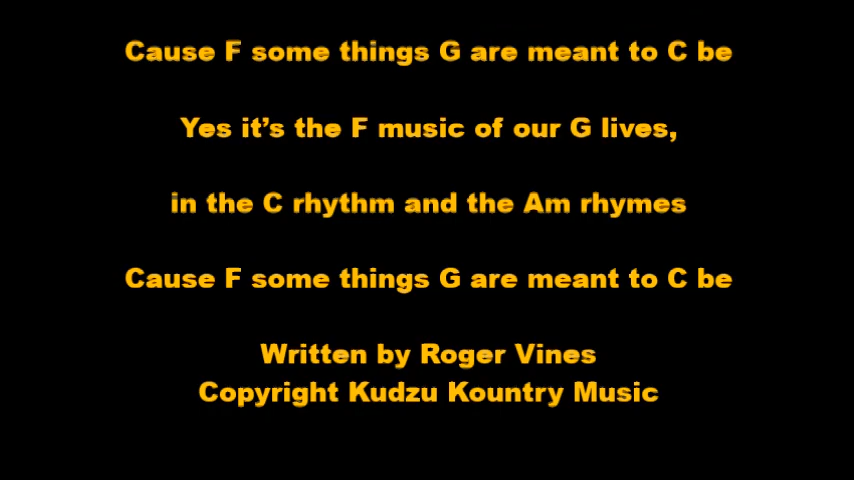 Cause F some things G are meant to C be
Yes it’s the F music of our G lives,
in the C rhythm and the Am rhymes
Cause F some things G are meant to C be
Written by Roger Vines
Copyright Kudzu Kountry Music